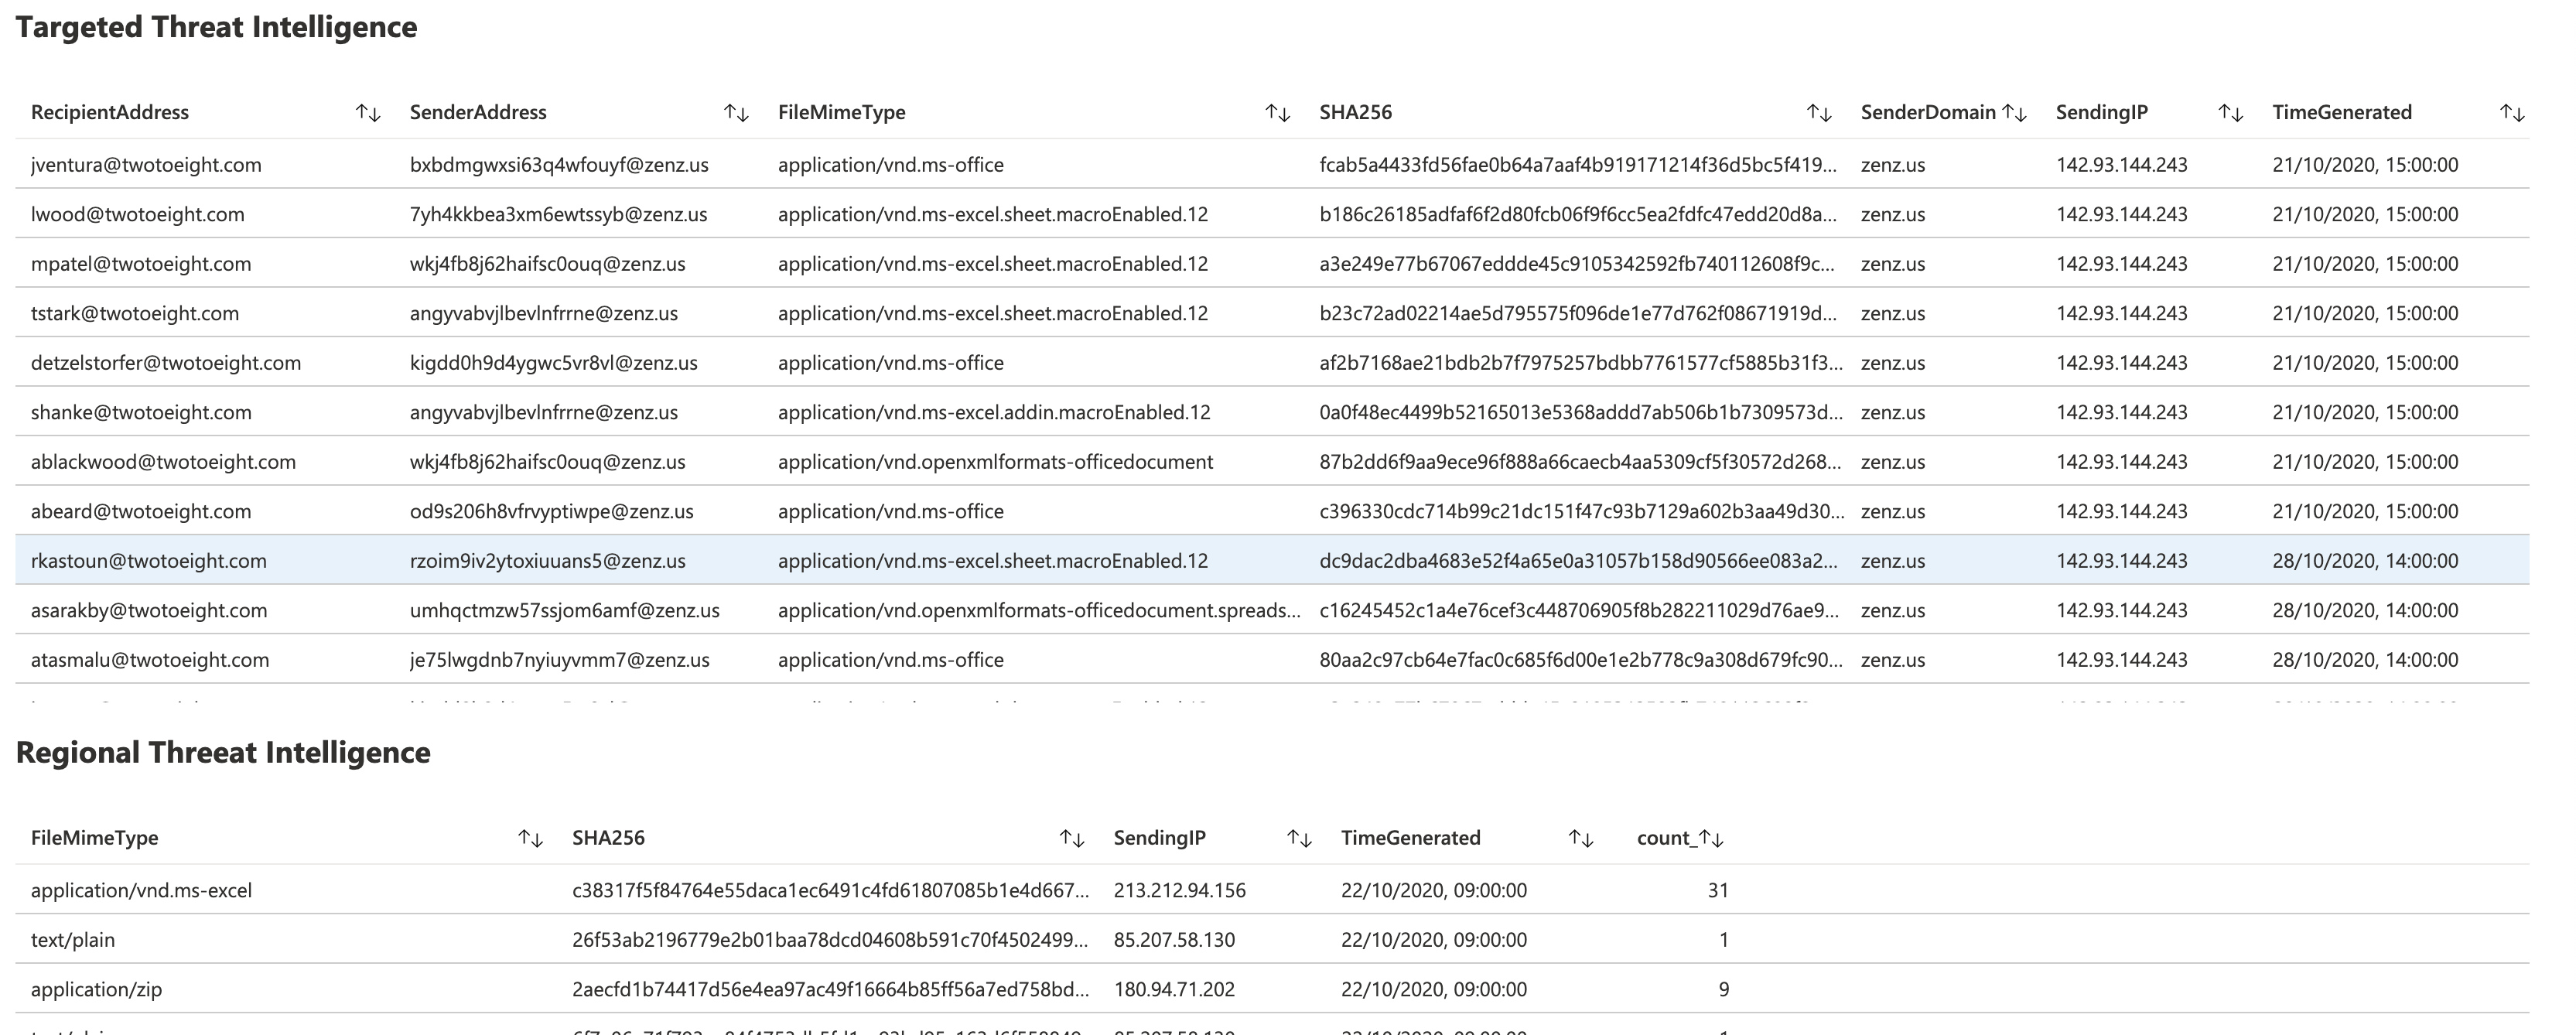 Targeted Threat Intelligence
RecipientAddress SenderAddress FileMimeType SHA256 SenderDomain SendingIP TimeGenerated
jventura@twotoeight.com bxbdmgwxsi63q4wfouyf@zenz.us application/vnd.ms-office fcab5a4433fd56fae0b64a7aaf4b919171214f36d5bc5f419... zenz.us 142.93.144.243 21/10/2020, 15:00:00
lwood@twotoeight.com 7yh4kkbea3xm6ewtssyb@zenz.us application/vnd.ms-excel.sheet.macroEnabled.12 b186c26185adfaf6f2d80fcb06f9f6cc5ea2fdfc47edd20d8a... zenz.us 142.93.144.243 21/10/2020, 15:00:00
mpatel@twotoeight.com wkj4fb8j62haifsc0ouq@zenz.us application/vnd.ms-excel.sheet.macroEnabled.12 a3e249e77b67067eddde45c9105342592fb740112608f9c... zenz.us 142.93.144.243 21/10/2020, 15:00:00
tstark@twotoeight.com angyvabvjlbevlnfrrne@zenz.us application/vnd.ms-excel.sheet.macroEnabled.12 b23c72ad02214ae5d795575f096de1e77d762f08671919d... zenz.us 142.93.144.243 21/10/2020, 15:00:00
detzelstorfer@twotoeight.com kigdd0h9d4ygwc5vr8vl@zenz.us application/vnd.ms-office af2b7168ae21bdb2b7f7975257bdbb7761577cf5885b31f3... zenz.us 142.93.144.243 21/10/2020, 15:00:00
shanke@twotoeight.com angyvabvjlbevlnfrrne@zenz.us application/vnd.ms-excel.addin.macroEnabled.12 0a0f48ec4499b52165013e5368addd7ab506b1b7309573d... zenz.us 142.93.144.243 21/10/2020, 15:00:00
ablackwood@twotoeight.com wkj4fb8j62haifsc0ouq@zenz.us application/vnd.openxmlformats-officedocument 87b2dd6f9aa9ece96f888a66caecb4aa5309cf5f30572d268... zenz.us 142.93.144.243 21/10/2020, 15:00:00
abeard@twotoeight.com od9s206h8vfrvyptiwpe@zenz.us application/vnd.ms-office c396330cdc714b99c21dc151f47c93b7129a602b3aa49d30... zenz.us 142.93.144.243 21/10/2020, 15:00:00
rkastoun@twotoeight.com rzoim9iv2ytoxiuuans5@zenz.us application/vnd.ms-excel.sheet.macroEnabled.12 dc9dac2dba4683e52f4a65e0a31057b158d90566ee083a2... zenz.us 142.93.144.243 28/10/2020, 14:00:00
asarakby@twotoeight.com umhqctmzw57ssjom6amf@zenz.us application/vnd.openxmlformats-officedocument.spreads... c16245452c1a4e76cef3c448706905f8b282211029d76ae9... zenz.us 142.93.144.243 28/10/2020, 14:00:00
atasmalu@twotoeight.com je75lwgdnb7nyiuyvmm7@zenz.us application/vnd.ms-office 80aa2c97cb64e7fac0c685f6d00e1e2b778c9a308d679fc90... zenz.us 142.93.144.243 28/10/2020, 14:00:00
Regional Threeat Intelligence
FileMimeType SHA256 SendingIP TimeGenerated count_
application/vnd.ms-excel c38317f5f84764e55daca1ec6491c4fd61807085b1e4d667... 213.212.94.156 22/10/2020, 09:00:00 31
text/plain 26f53ab2196779e2b01baa78dcd04608b591c70f4502499... 85.207.58.130 22/10/2020, 09:00:00 1
application/zip 2aecfd1b74417d56e4ea97ac49f16664b85ff56a7ed758bd... 180.94.71.202 22/10/2020, 09:00:00 9